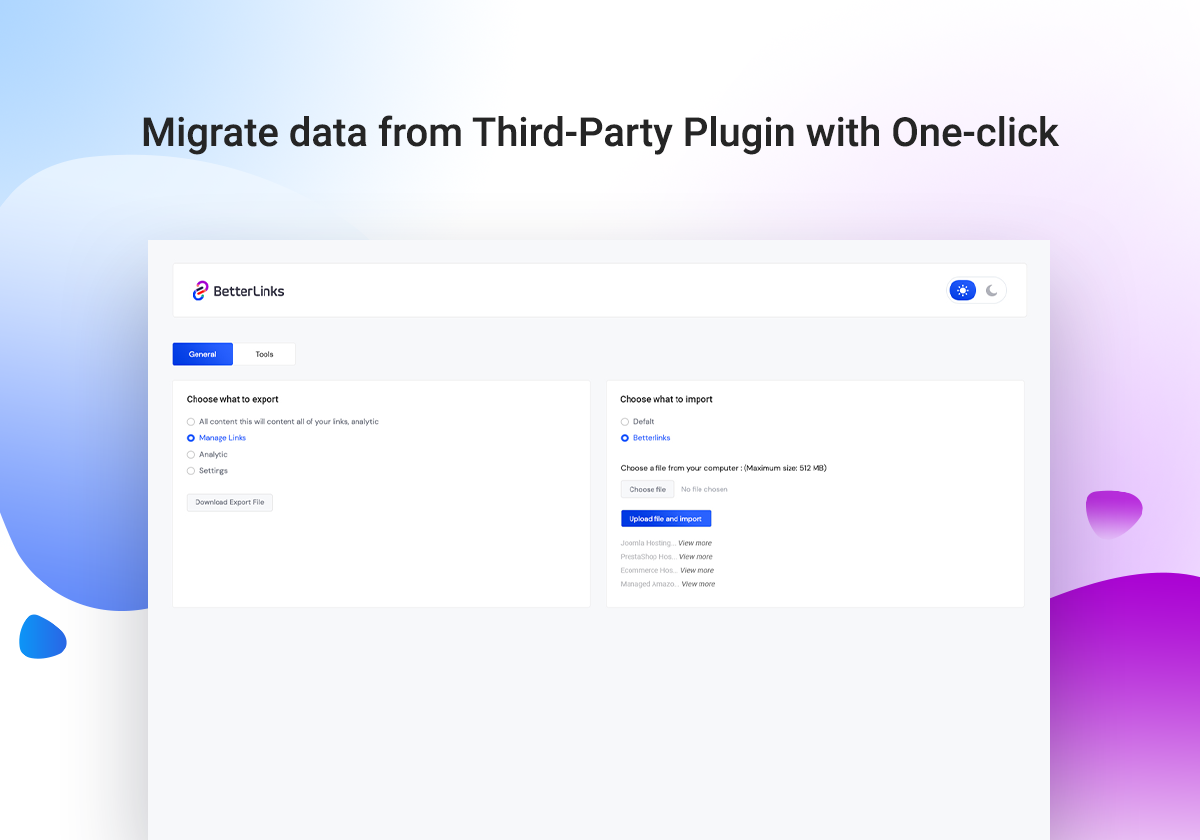 Migrate data from Third-Party Plugin with One-click
BetterLinks
General
Tools
Choose what to export
All content this will content all of your links, analytic
Manage Links
Analytic
Settings
Download Export File
Choose what to import
Defalt
Betterlinks
Choose a file from your computer : (Maximum size: 512 MB)
Choose file No file chosen
Upload file and import
Joomla Hosting... View more
PrestaShop Hos... View more
Ecommerce Hos... View more
Managed Amazo... View more